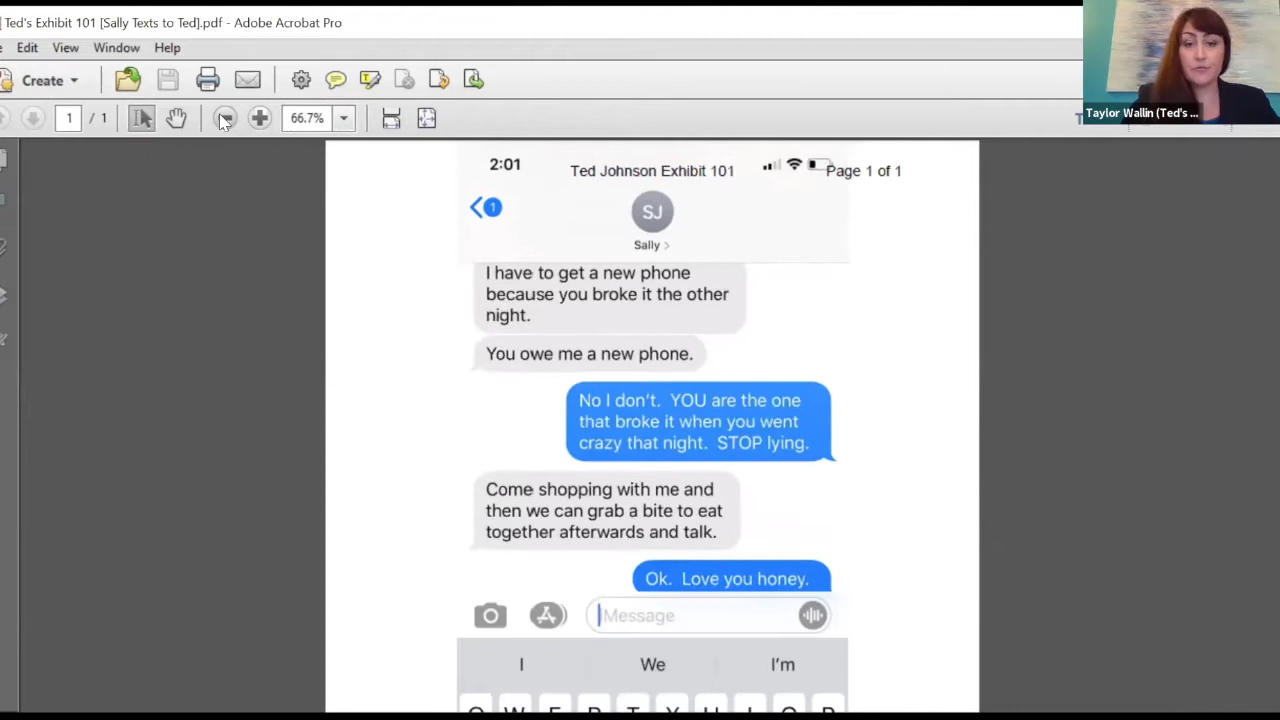 Ted's Exhibit 101 [Sally Texts to Ted].pdf - Adobe Acrobat Pro
Edit View Window Help
Create
1 / 1 66.7%
Taylor Wallin (Ted's ...
2:01 Ted Johnson Exhibit 101 Page 1 of 1
1
SJ
Sally
I have to get a new phone
because you broke it the other
night.
You owe me a new phone.
No I don't. YOU are the one
that broke it when you went
crazy that night. STOP lying.
Come shopping with me and
then we can grab a bite to eat
together afterwards and talk.
Ok. Love you honey.
Message
I We I'm